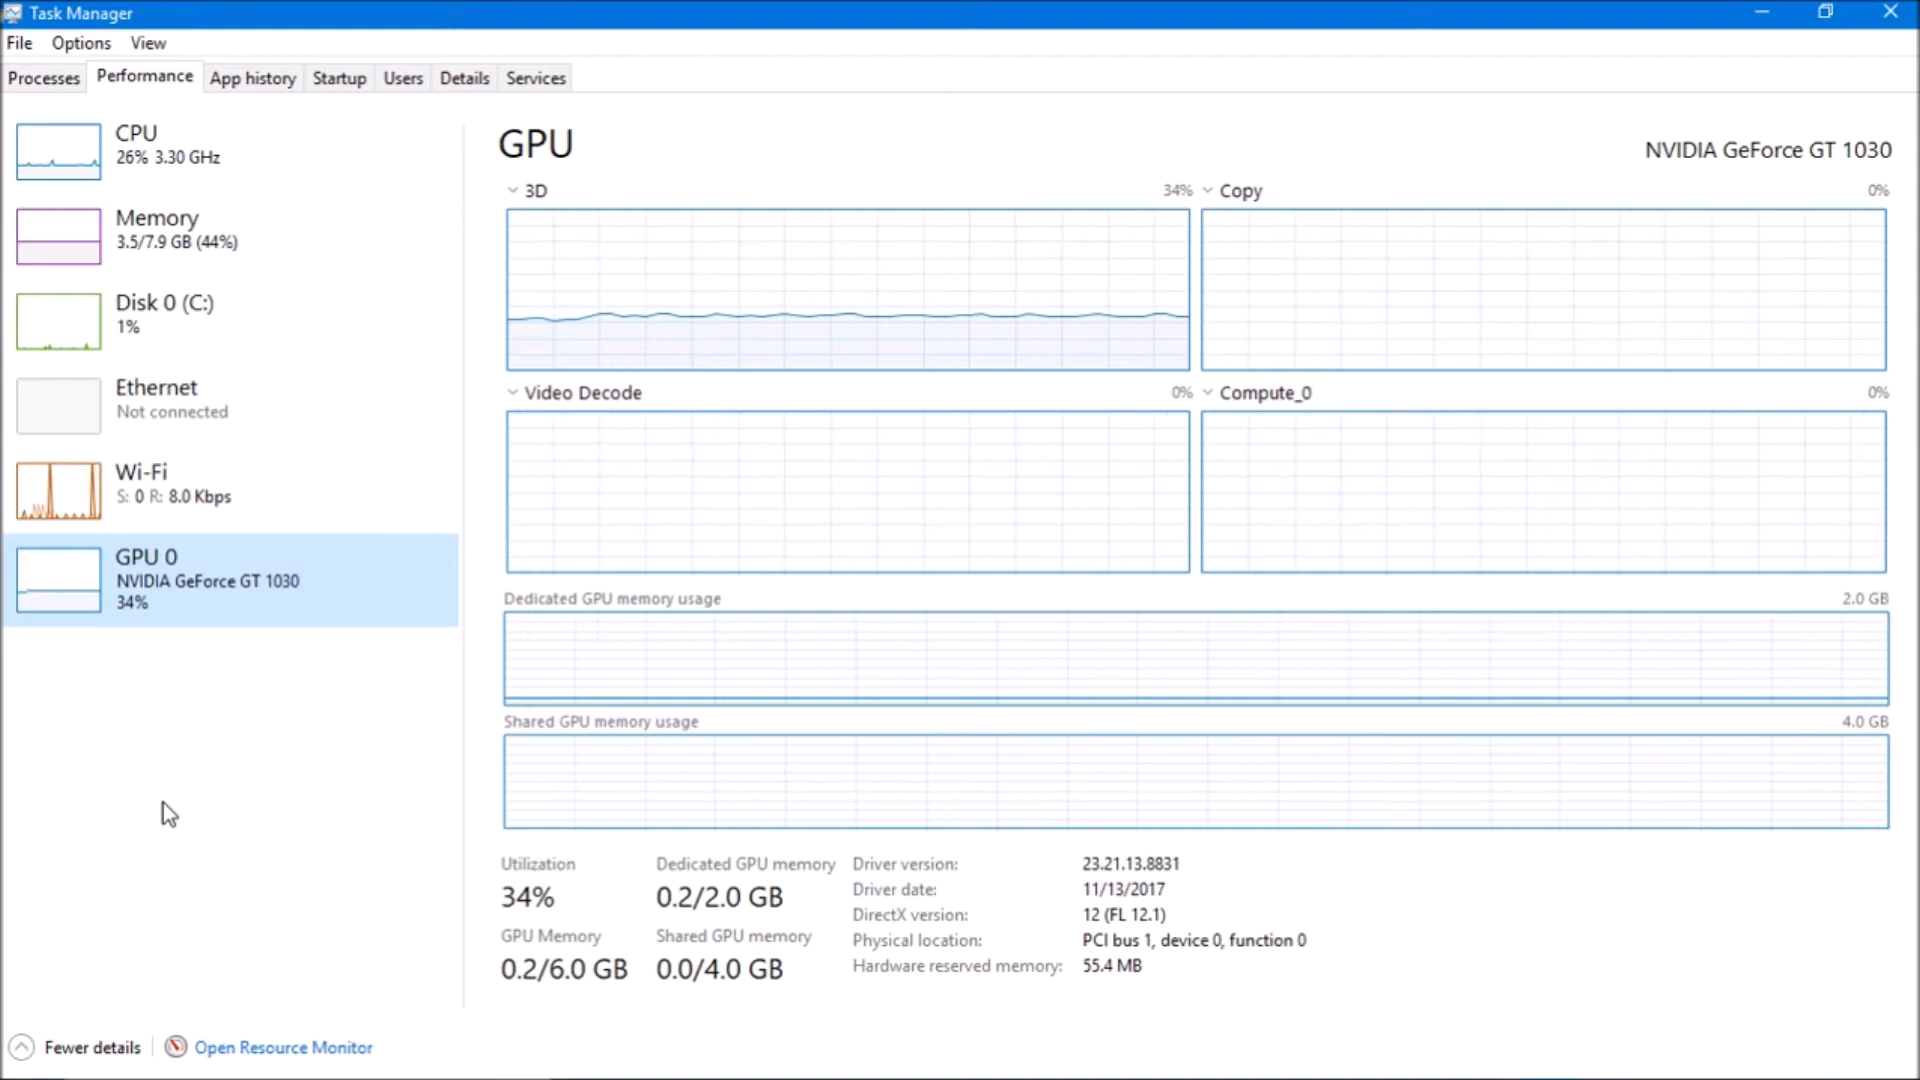 Task Manager
File Options View
Processes Performance App history Startup Users Details Services
CPU
26% 3.30 GHz
Memory
3.5/7.9 GB (44%)
Disk 0 (C:)
1%
Ethernet
Not connected
Wi-Fi
S: 0 R: 8.0 Kbps
GPU 0
NVIDIA GeForce GT 1030
34%
GPU
NVIDIA GeForce GT 1030
3D 34% Copy 0%
Video Decode 0% Compute_0 0%
Dedicated GPU memory usage 2.0 GB
Shared GPU memory usage 4.0 GB
Utilization
34%
Dedicated GPU memory
0.2/2.0 GB
GPU Memory
0.2/6.0 GB
Shared GPU memory
0.0/4.0 GB
Driver version: 23.21.13.8831
Driver date: 11/13/2017
DirectX version: 12 (FL 12.1)
Physical location: PCI bus 1, device 0, function 0
Hardware reserved memory: 55.4 MB
Fewer details Open Resource Monitor